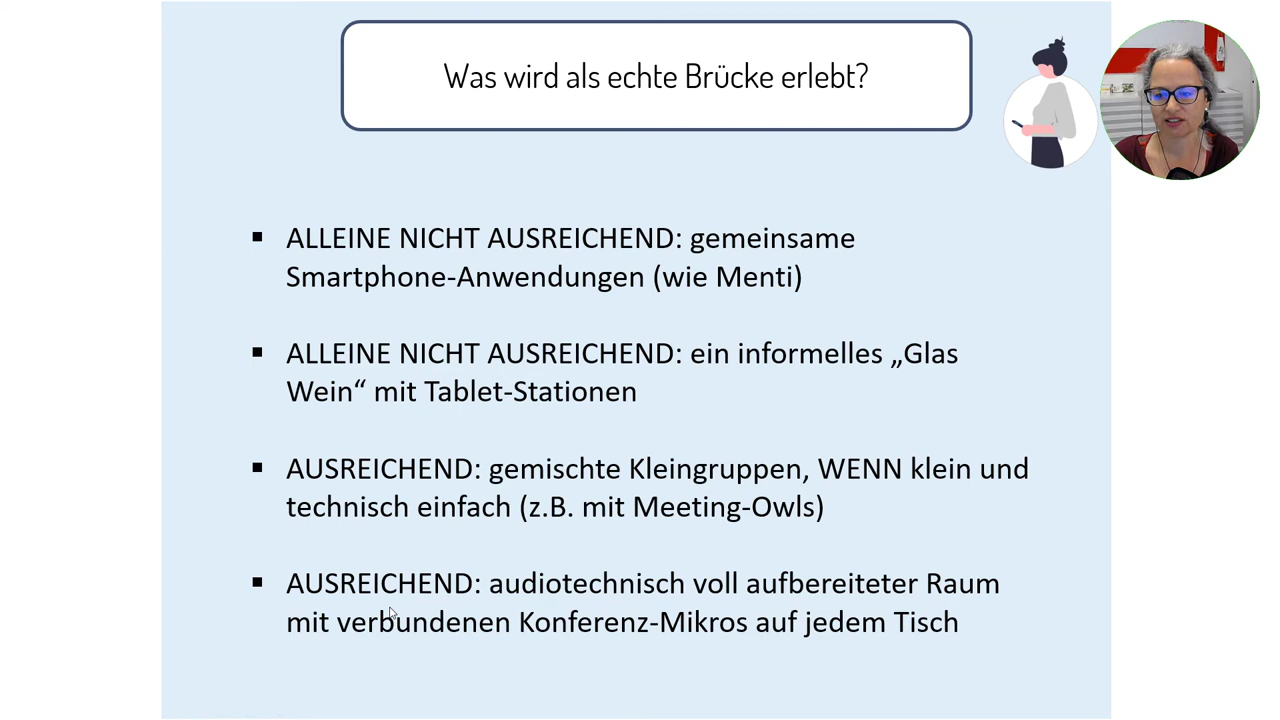 Was wird als echte Brücke erlebt?
▪ ALLEINE NICHT AUSREICHEND: gemeinsame
Smartphone-Anwendungen (wie Menti)
▪ ALLEINE NICHT AUSREICHEND: ein informelles „Glas
Wein“ mit Tablet-Stationen
▪ AUSREICHEND: gemischte Kleingruppen, WENN klein und
technisch einfach (z.B. mit Meeting-Owls)
▪ AUSREICHEND: audiotechnisch voll aufbereiteter Raum
mit verbundenen Konferenz-Mikros auf jedem Tisch